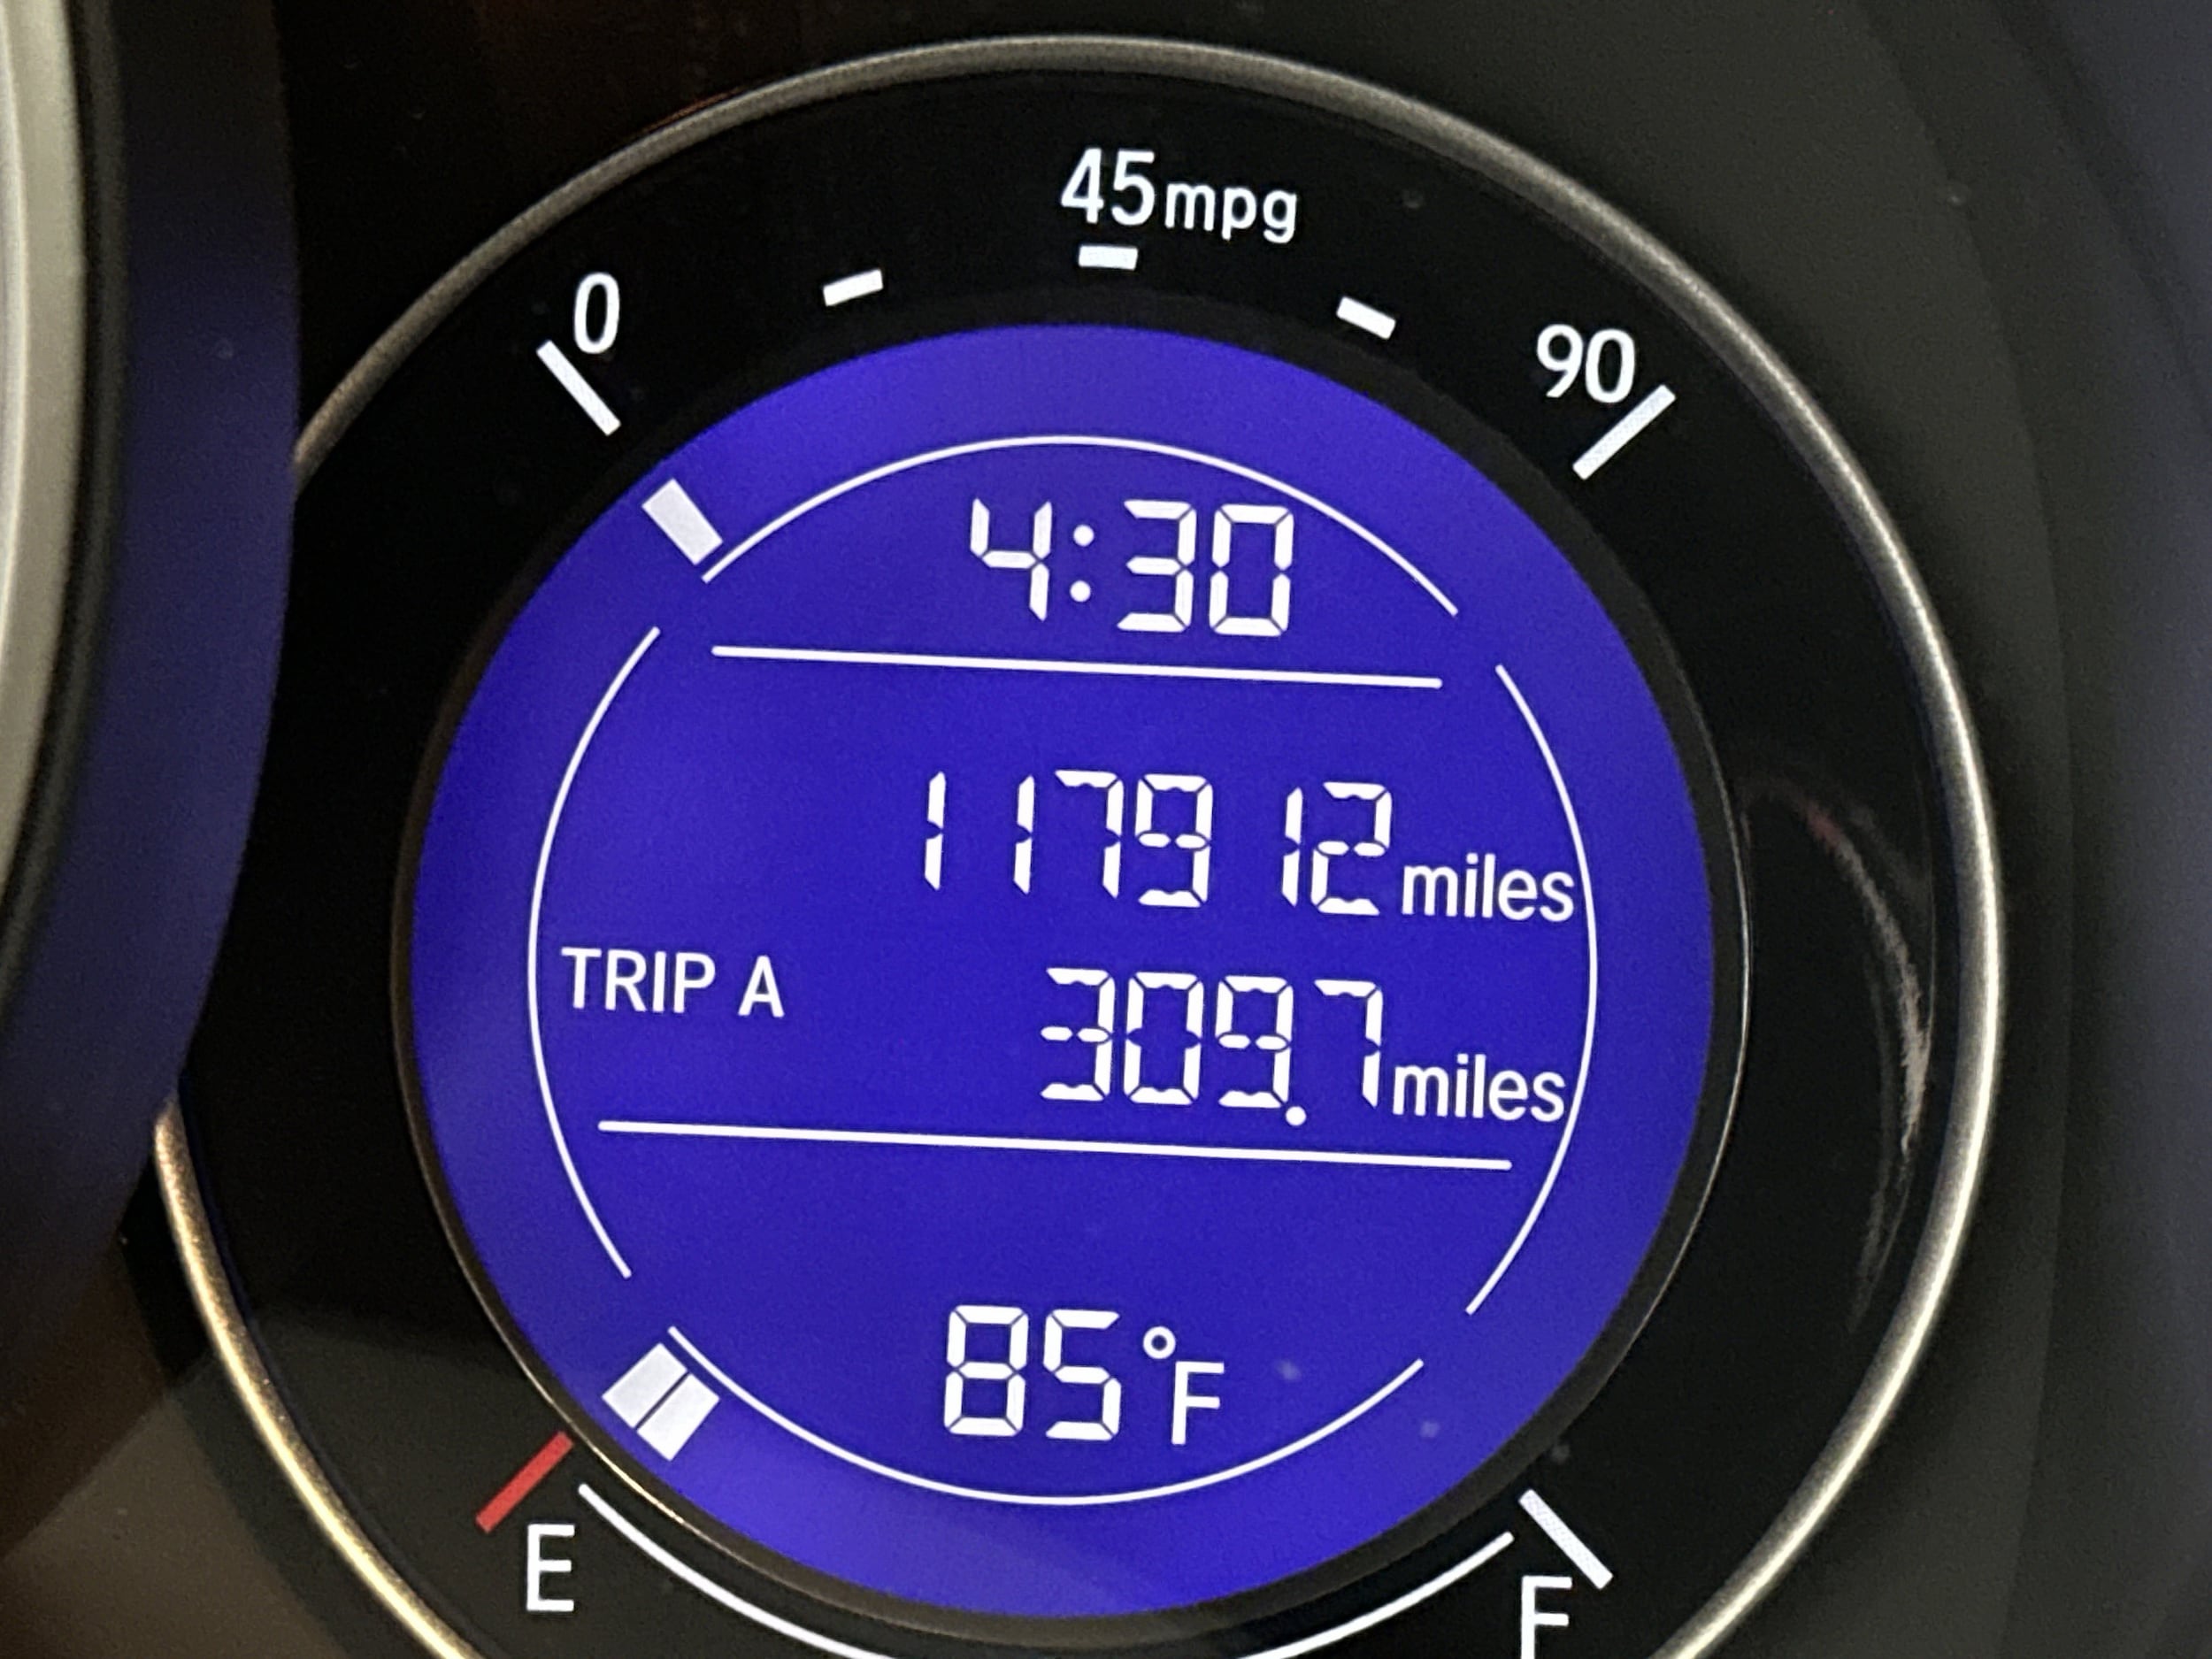 45mpg
0
90
4:30
117912 miles
TRIP A 309.7 miles
85°F
E
F